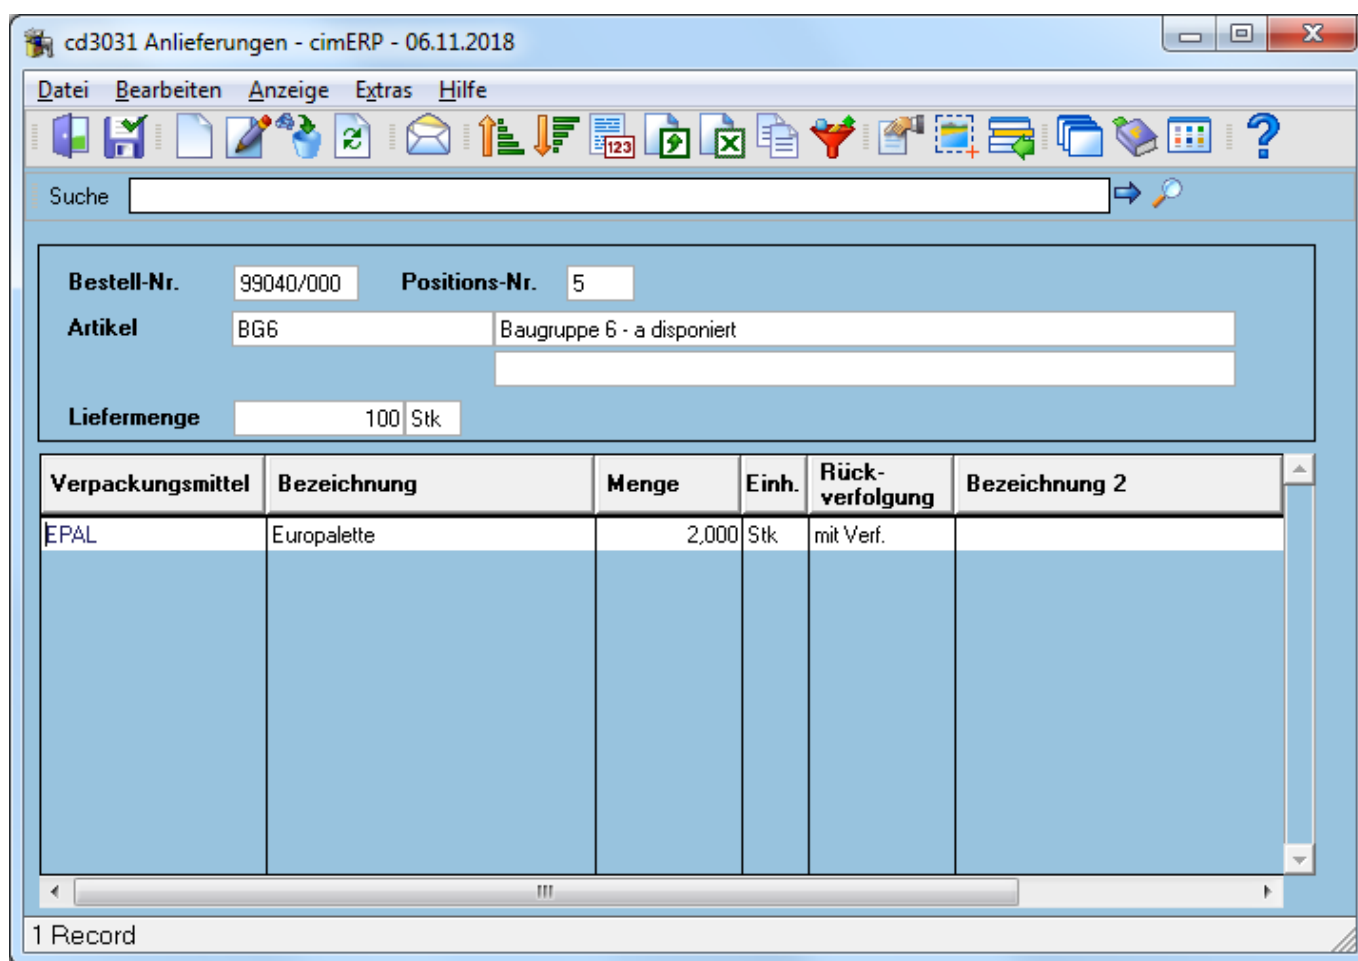 cd3031 Anlieferungen - cimERP - 06.11.2018
Datei Bearbeiten Anzeige Extras Hilfe
123
Suche
Bestell-Nr. 99040/000 Positions-Nr. 5
Artikel BG6 Baugruppe 6 - a disponiert
Liefermenge 100 Stk
Verpackungsmittel Bezeichnung Menge Einh. Rück- verfolgung Bezeichnung 2
EPAL Europalette 2,000 Stk mit Verf.
1 Record